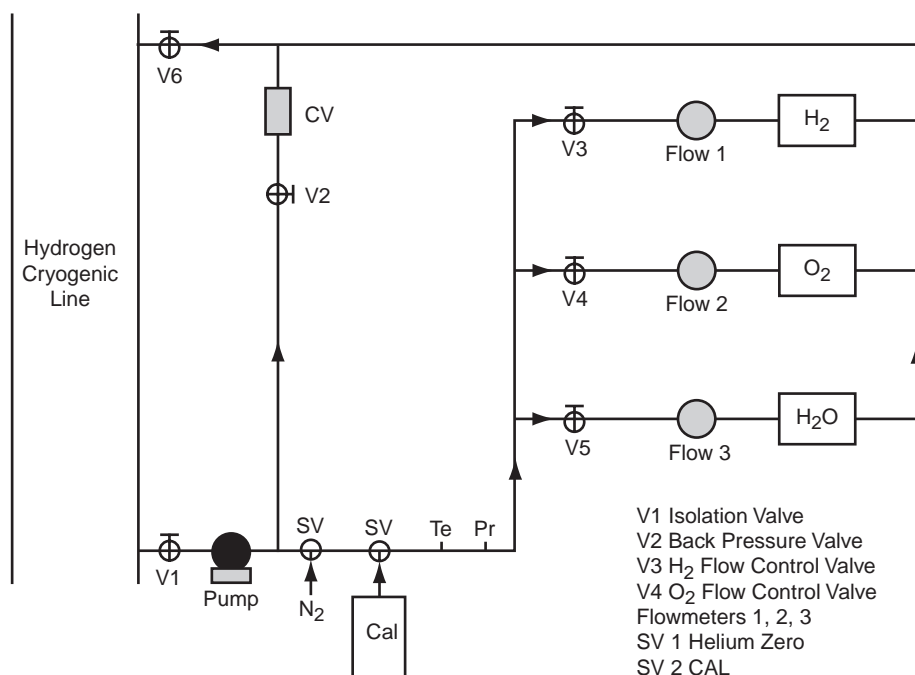 V6
CV
V2
Hydrogen
Cryogenic
Line
V3
Flow 1
H2
V4
Flow 2
O2
V5
Flow 3
H2O
V1
Pump
SV
N2
SV
Cal
Te
Pr
V1 Isolation Valve
V2 Back Pressure Valve
V3 H2 Flow Control Valve
V4 O2 Flow Control Valve
Flowmeters 1, 2, 3
SV 1 Helium Zero
SV 2 CAL